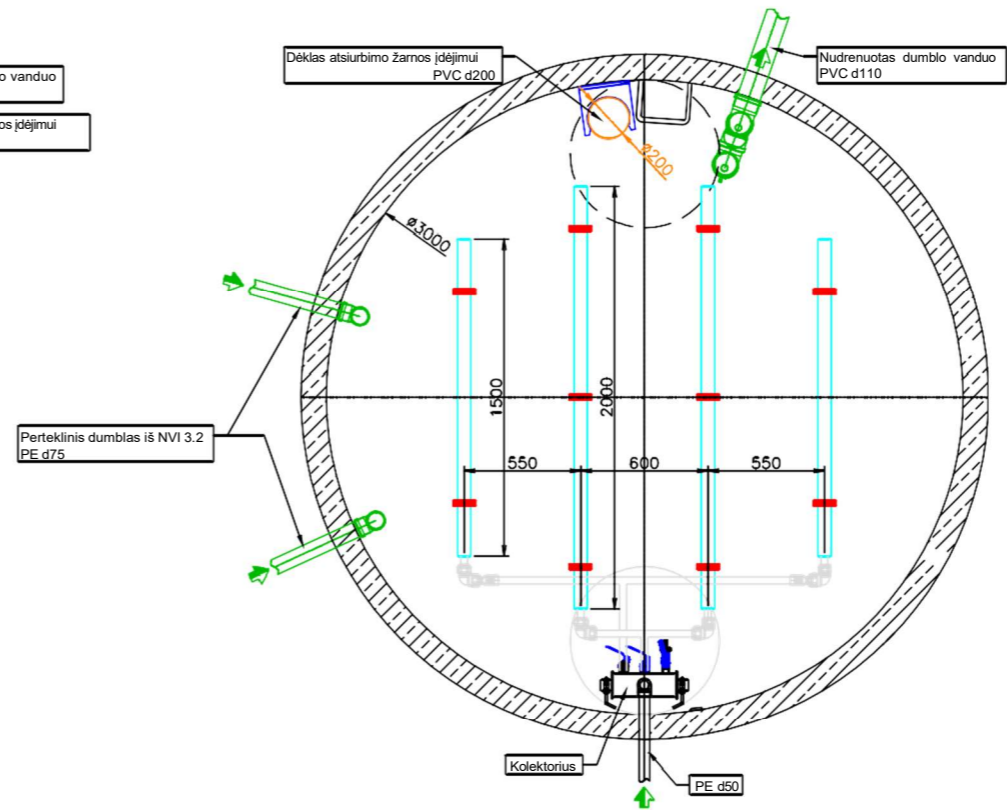 o vanduo
os įdėjimui
Dėklas atsiurbimo žarnos įdėjimui
PVC d200
Nudrenuotas dumblo vanduo
PVC d110
ø200
ø3000
1500
2000
550
600
550
Perteklinis dumblas iš NVI 3.2
PE d75
Kolektorius
PE d50